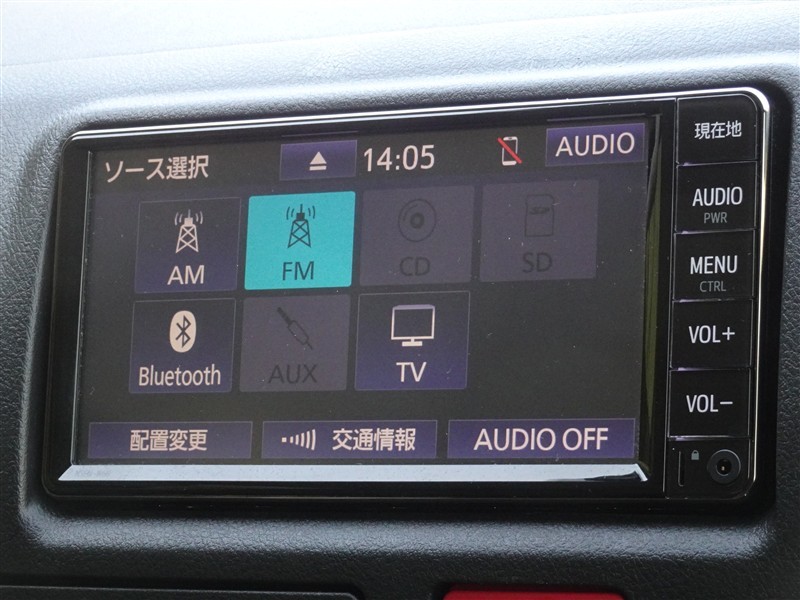 ソース選択
14:05
AUDIO
AM
FM
CD
SD
Bluetooth
AUX
TV
配置変更
交通情報
AUDIO OFF
現在地
AUDIO
PWR
MENU
CTRL
VOL+
VOL−